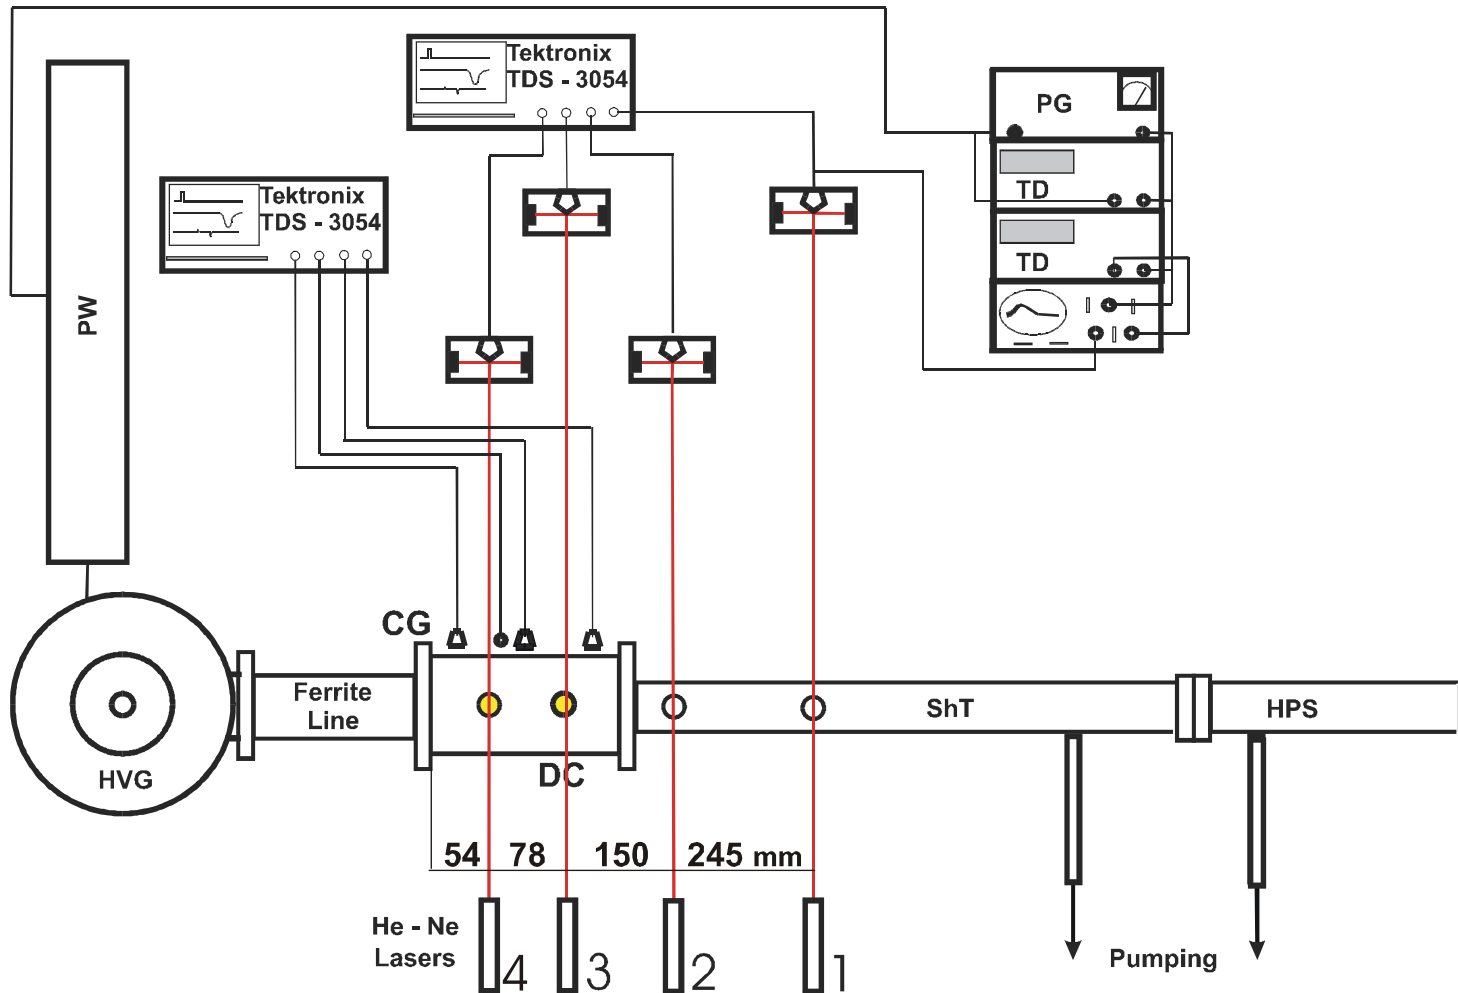 Tektronix
TDS - 3054
PG
TD
TD
Tektronix
TDS - 3054
PW
CG
Ferrite
Line
ShT
HPS
HVG
DC
54 78 150 245 mm
He - Ne
Lasers
4 3 2 1
Pumping